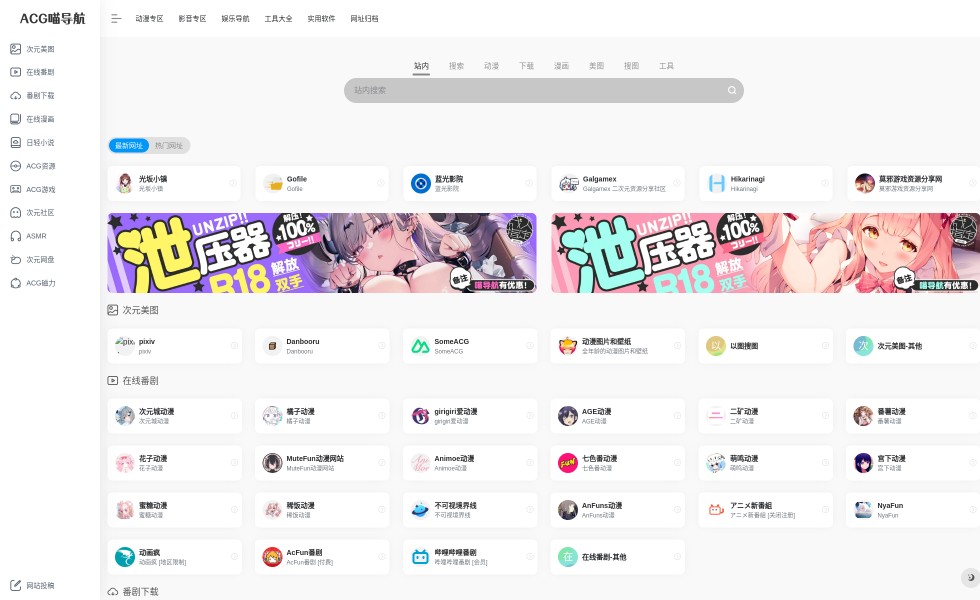 ACG喵导航
动漫专区 影音专区 娱乐导航 工具大全 实用软件 网址归档
次元美图
在线番剧
番剧下载
在线漫画
日轻小说
ACG资源
ACG游戏
次元社区
ASMR
次元网盘
ACG磁力
网站投稿
站内 搜索 动漫 下载 漫画 美图 搜图 工具
站内搜索
最新网址 热门网址
光坂小镇
光坂小镇
Gofile
Gofile
蓝光影院
蓝光影院
Galgamex
Galgamex 二次元资源分享社区
Hikarinagi
Hikarinagi
莫邪游戏资源分享网
莫邪游戏资源分享网
UNZIP!!
泄压器
解压!
+100%
フリー!!
R18 解放双手
备注
喵导航有优惠!
UNZIP!!
泄压器
解压!
+100%
フリー!!
R18 解放双手
备注
喵导航有优惠!
次元美图
pixiv
pixiv
Danbooru
Danbooru
SomeACG
SomeACG
动漫图片和壁纸
全年龄的动漫图片和壁纸
以
以图搜图
次
次元美图-其他
在线番剧
次元城动漫
次元城动漫
橘子动漫
橘子动漫
girigiri爱动漫
girigiri爱动漫
AGE动漫
AGE动漫
二矿动漫
二矿动漫
番薯动漫
番薯动漫
花子动漫
花子动漫
MuteFun动漫网站
MuteFun动漫网站
Animoe动漫
Animoe动漫
FUN
七色番动漫
七色番动漫
萌鸣动漫
萌鸣动漫
宫下动漫
宫下动漫
蜜糖动漫
蜜糖动漫
稀饭动漫
稀饭动漫
不可视境界线
不可视境界线
AnFuns动漫
AnFuns动漫
アニメ新番組
アニメ新番組 [关闭注册]
NyaFun
NyaFun
动画疯
动画疯 [地区限制]
AcFun番剧
AcFun番剧 [付费]
哔哩哔哩番剧
哔哩哔哩番剧 [会员]
在
在线番剧-其他
番剧下载